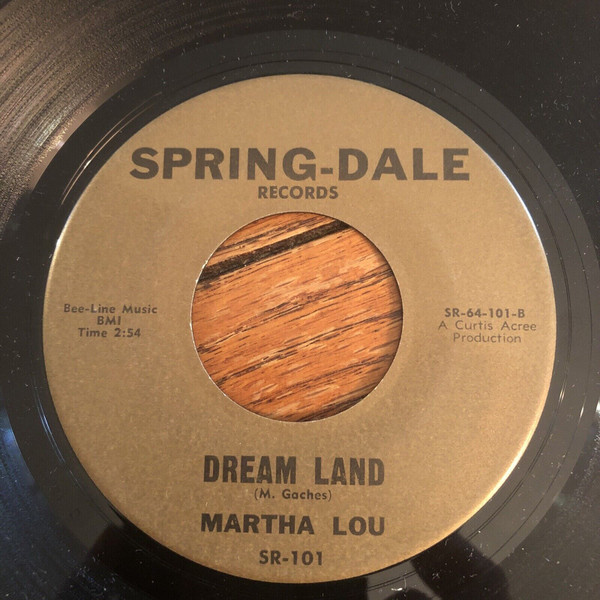 SPRING-DALE
RECORDS
Bee-Line Music
BMI
Time 2:54
SR-64-101-B
A Curtis Acree
Production
DREAM LAND
(M. Gaches)
MARTHA LOU
SR-101